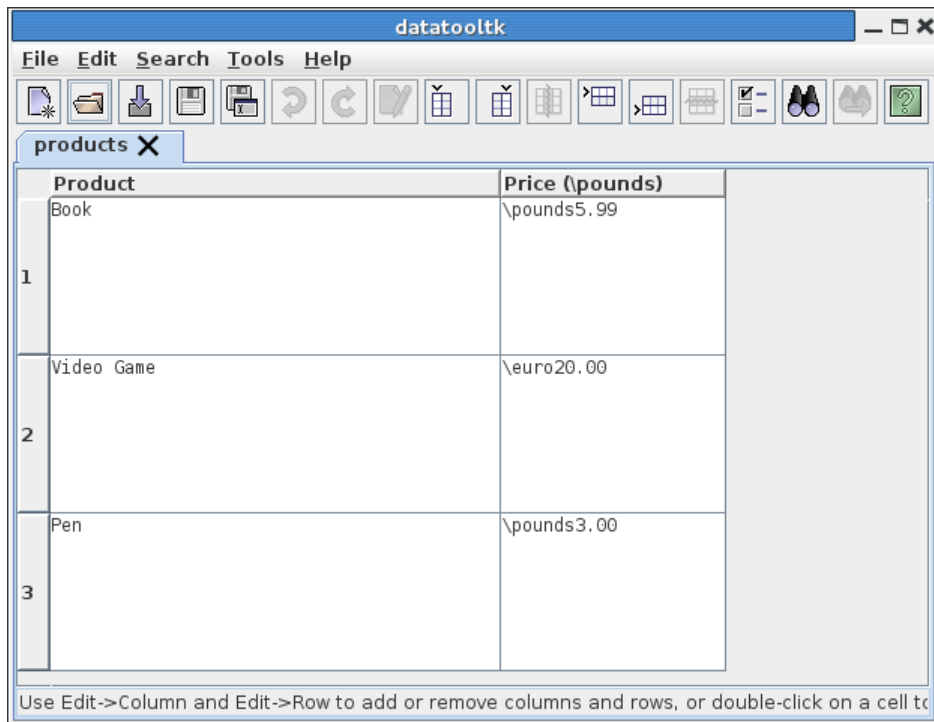 datatooltk
File Edit Search Tools Help
products
Product Price (\pounds)
1 Book \pounds5.99
2 Video Game \euro20.00
3 Pen \pounds3.00
Use Edit->Column and Edit->Row to add or remove columns and rows, or double-click on a cell to